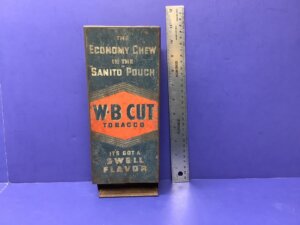 THE
"ECONOMY CHEW
IN THE
"SANITO" POUCH"
W-B CUT
TOBACCO
IT'S GOT A
SWELL
FLAVOR